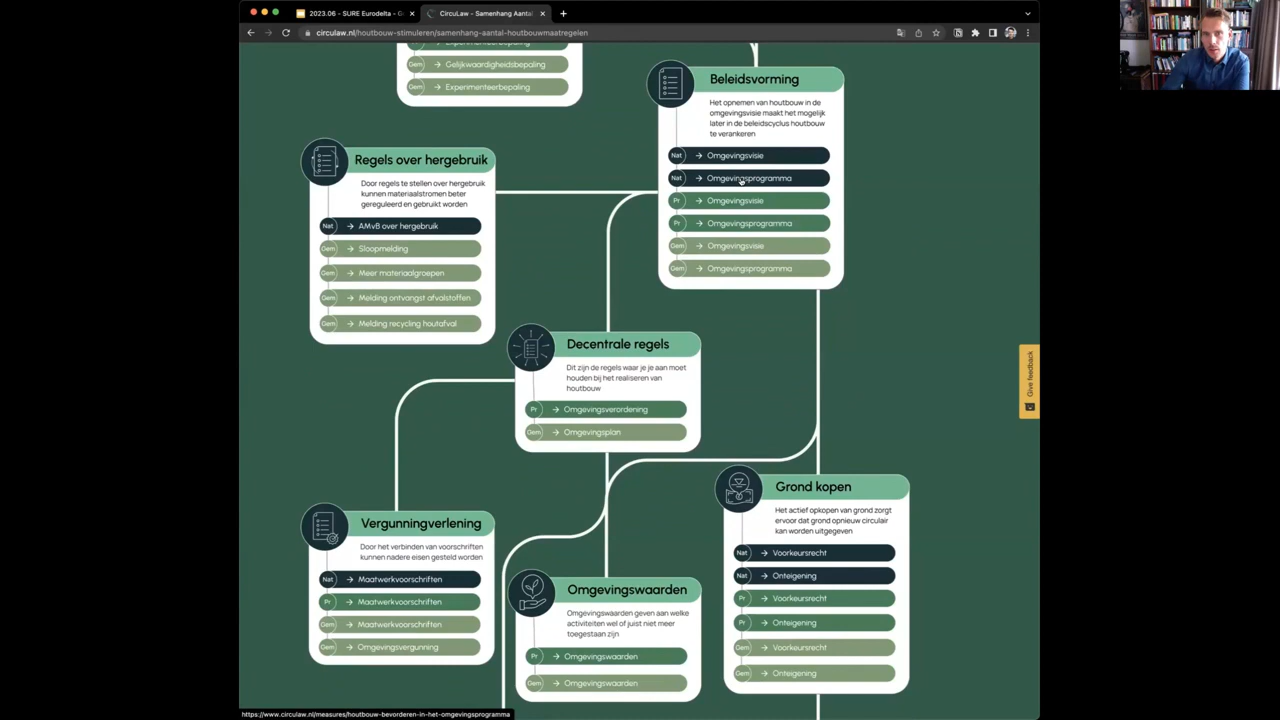 2023.06 - SURE Eurodelta - G
CircuLaw - Samenhang Aantal
circulaw.nl/houtbouw-stimuleren/samenhang-aantal-houtbouwmaatregelen
Experimenteerbepaling
Gem → Gelijkwaardigheidsbepaling
Gem → Experimenteerbepaling
Beleidsvorming
Het opnemen van houtbouw in de
omgevingsvisie maakt het mogelijk
later in de beleidscyclus houtbouw
te verankeren
Nat → Omgevingsvisie
Nat → Omgevingsprogramma
Pr → Omgevingsvisie
Pr → Omgevingsprogramma
Gem → Omgevingsvisie
Gem → Omgevingsprogramma
Regels over hergebruik
Door regels te stellen over hergebruik
kunnen materiaalstromen beter
gereguleerd en gebruikt worden
Nat → AMvB over hergebruik
Gem → Sloopmelding
Gem → Meer materiaalgroepen
Gem → Melding ontvangst afvalstoffen
Gem → Melding recycling houtafval
Decentrale regels
Dit zijn de regels waar je je aan moet
houden bij het realiseren van
houtbouw
Pr → Omgevingsverordening
Gem → Omgevingsplan
Give feedback
Grond kopen
Het actief opkopen van grond zorgt
ervoor dat grond opnieuw circulair
kan worden uitgegeven
Nat → Voorkeursrecht
Nat → Onteigening
Pr → Voorkeursrecht
Pr → Onteigening
Gem → Voorkeursrecht
Gem → Onteigening
Vergunningverlening
Door het verbinden van voorschriften
kunnen nadere eisen gesteld worden
Nat → Maatwerkvoorschriften
Pr → Maatwerkvoorschriften
Gem → Maatwerkvoorschriften
Gem → Omgevingsvergunning
Omgevingswaarden
Omgevingswaarden geven aan welke
activiteiten wel of juist niet meer
toegestaan zijn
Pr → Omgevingswaarden
Gem → Omgevingswaarden
https://www.circulaw.nl/measures/houtbouw-bevorderen-in-het-omgevingsprogramma